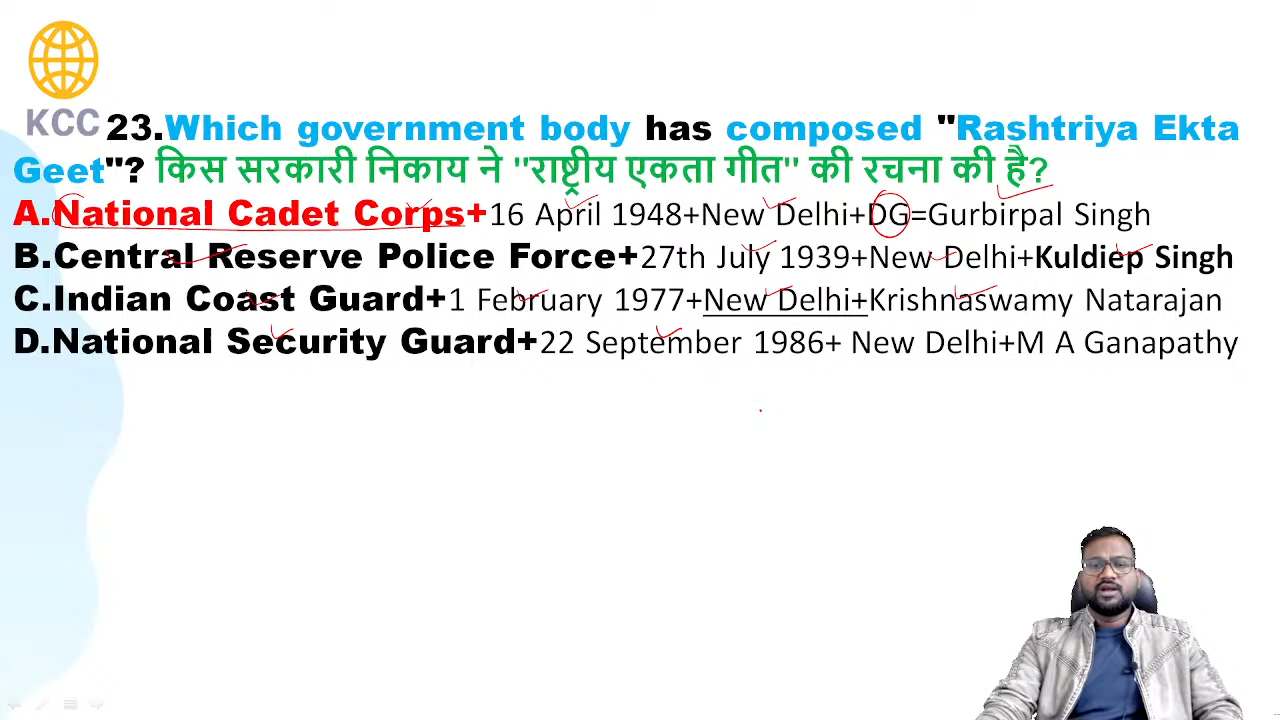 KCC
23.Which government body has composed "Rashtriya Ekta
Geet"? किस सरकारी निकाय ने "राष्ट्रीय एकता गीत" की रचना की है?
A.National Cadet Corps+16 April 1948+New Delhi+DG=Gurbirpal Singh
B.Central Reserve Police Force+27th July 1939+New Delhi+Kuldiep Singh
C.Indian Coast Guard+1 February 1977+New Delhi+Krishnaswamy Natarajan
D.National Security Guard+22 September 1986+ New Delhi+M A Ganapathy